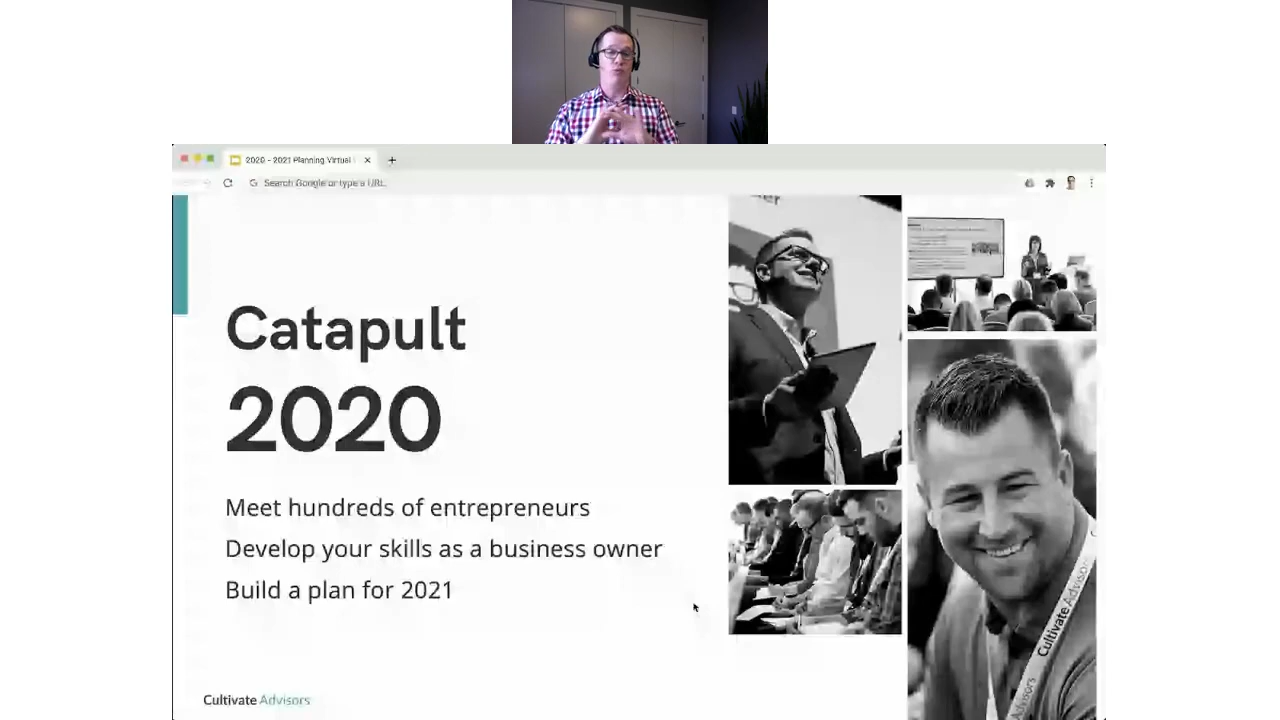 2020 - 2021 Planning Virtual
Search Google or type a URL
Catapult
2020
Meet hundreds of entrepreneurs
Develop your skills as a business owner
Build a plan for 2021
Cultivate Advisors
Cultivate Advisors
Advisors